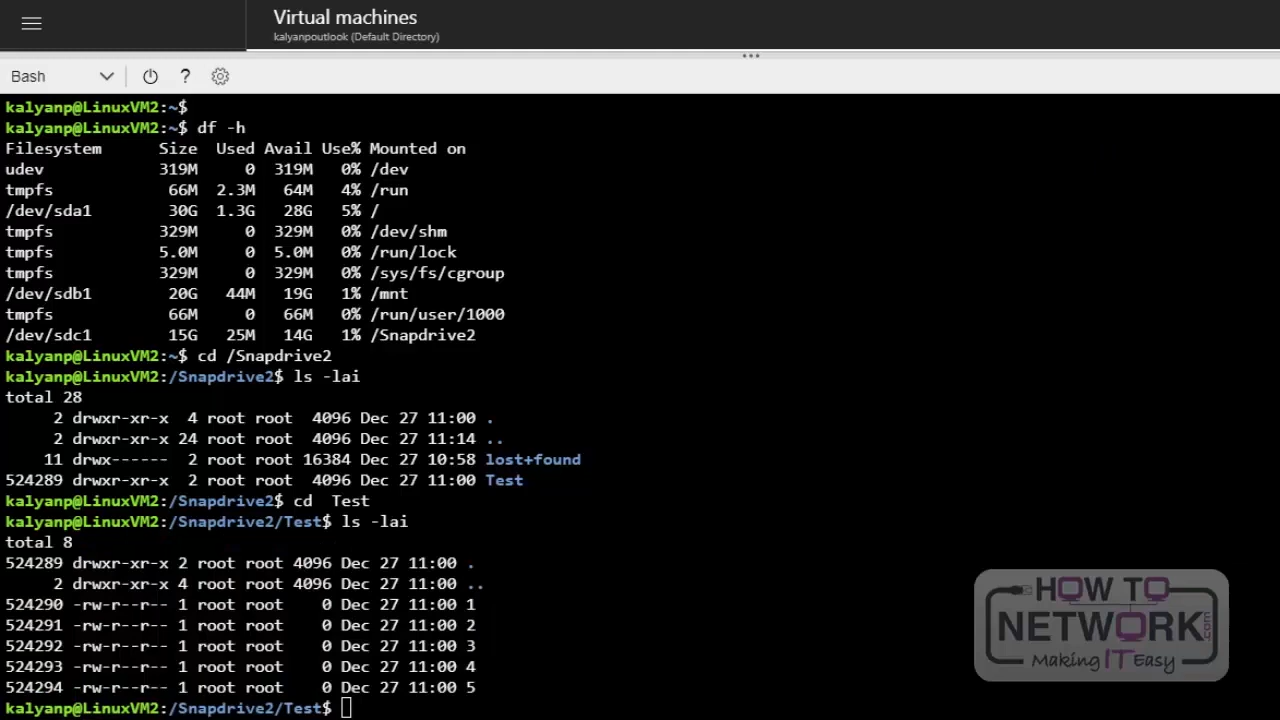 Virtual machines
kalyanpoutlook (Default Directory)
Bash
?
kalyanp@LinuxVM2:~$
kalyanp@LinuxVM2:~$ df -h
Filesystem      Size  Used Avail Use% Mounted on
udev            319M     0  319M   0% /dev
tmpfs            66M  2.3M   64M   4% /run
/dev/sda1        30G  1.3G   28G   5% /
tmpfs           329M     0  329M   0% /dev/shm
tmpfs           5.0M     0  5.0M   0% /run/lock
tmpfs           329M     0  329M   0% /sys/fs/cgroup
/dev/sdb1        20G   44M   19G   1% /mnt
tmpfs            66M     0   66M   0% /run/user/1000
/dev/sdc1        15G   25M   14G   1% /Snapdrive2
kalyanp@LinuxVM2:~$ cd /Snapdrive2
kalyanp@LinuxVM2:/Snapdrive2$ ls -lai
total 28
     2 drwxr-xr-x  4 root root  4096 Dec 27 11:00 .
     2 drwxr-xr-x 24 root root  4096 Dec 27 11:14 ..
    11 drwx------  2 root root 16384 Dec 27 10:58 lost+found
524289 drwxr-xr-x  2 root root  4096 Dec 27 11:00 Test
kalyanp@LinuxVM2:/Snapdrive2$ cd  Test
kalyanp@LinuxVM2:/Snapdrive2/Test$ ls -lai
total 8
524289 drwxr-xr-x 2 root root 4096 Dec 27 11:00 .
     2 drwxr-xr-x 4 root root 4096 Dec 27 11:00 ..
524290 -rw-r--r-- 1 root root    0 Dec 27 11:00 1
524291 -rw-r--r-- 1 root root    0 Dec 27 11:00 2
524292 -rw-r--r-- 1 root root    0 Dec 27 11:00 3
524293 -rw-r--r-- 1 root root    0 Dec 27 11:00 4
524294 -rw-r--r-- 1 root root    0 Dec 27 11:00 5
kalyanp@LinuxVM2:/Snapdrive2/Test$
HOW TO
NETWORK.com
Making IT Easy